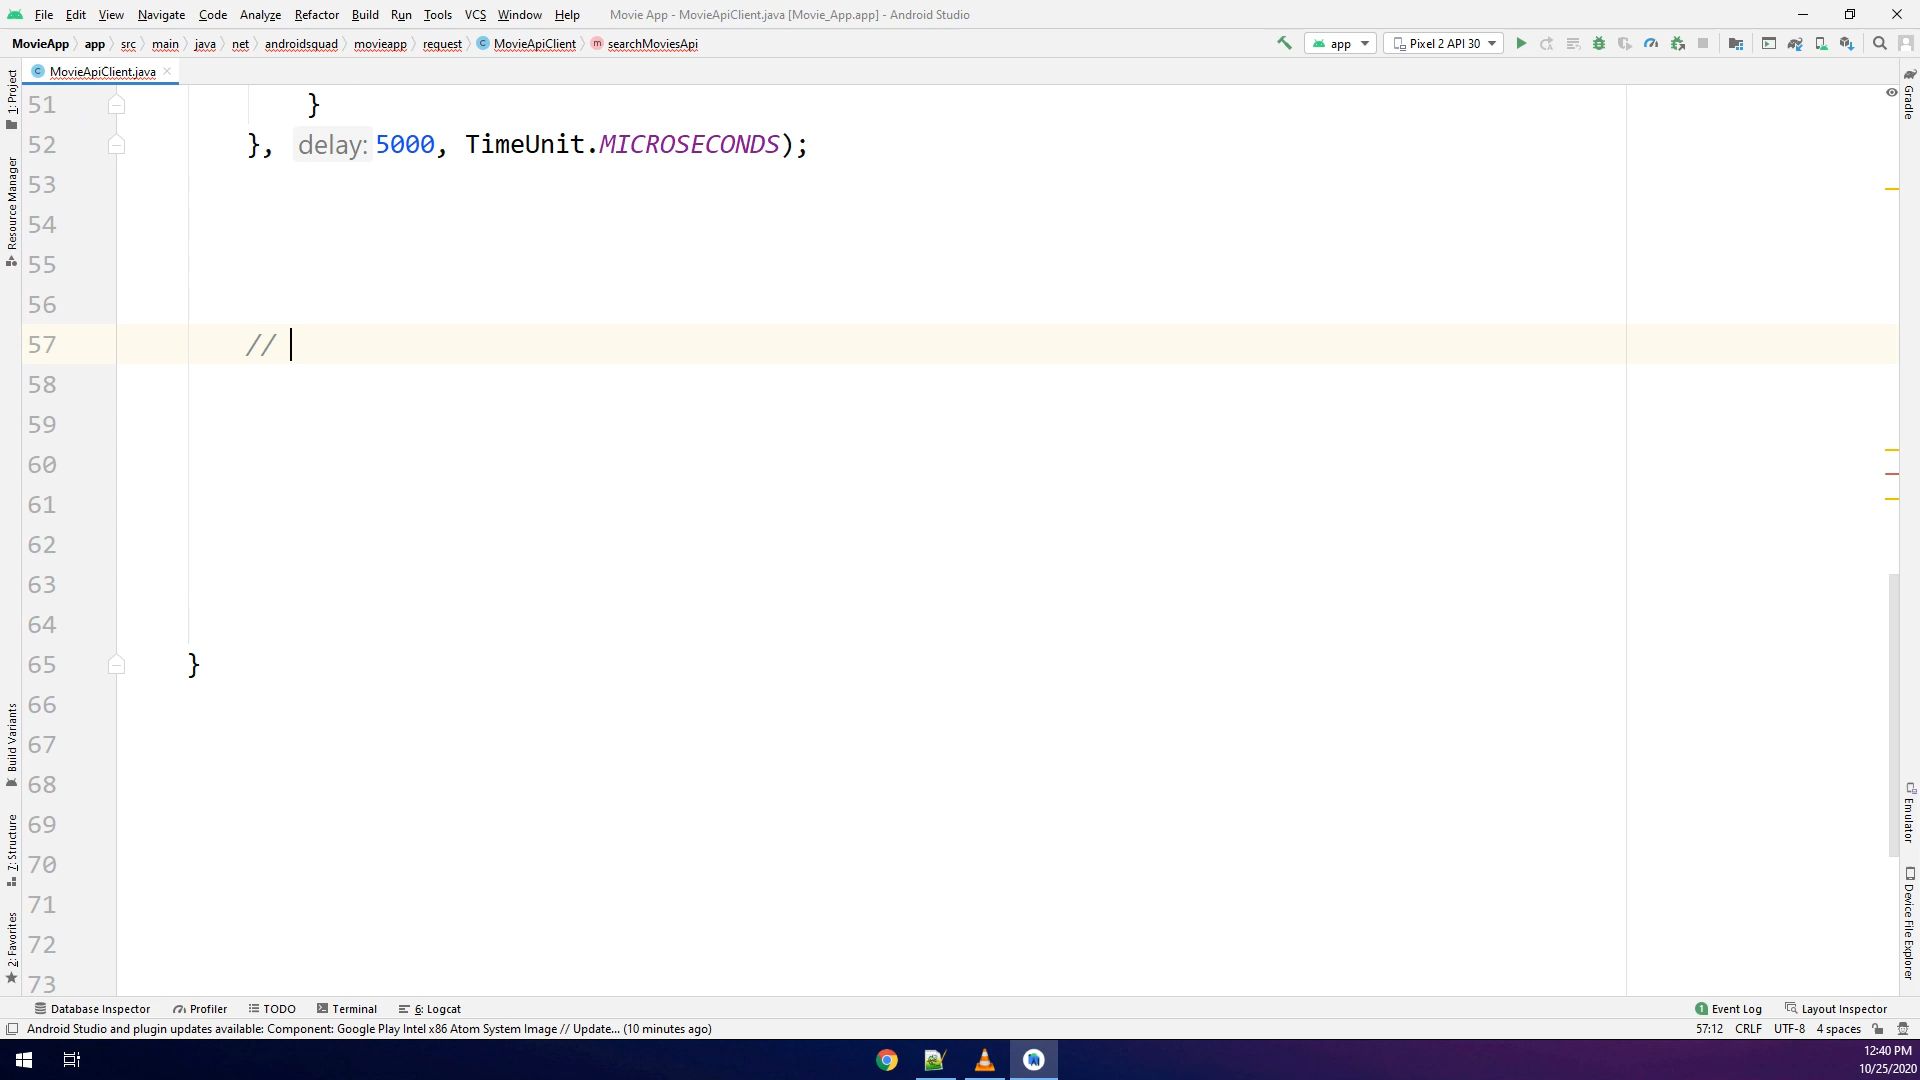 File Edit View Navigate Code Analyze Refactor Build Run Tools VCS Window Help Movie App - MovieApiClient.java [Movie_App.app] - Android Studio
MovieApp app src main java net androidsquad movieapp request C MovieApiClient m searchMoviesApi app Pixel 2 API 30
C MovieApiClient.java
1: Project
Resource Manager
Build Variants
7: Structure
2: Favorites
51 }
52 }, delay: 5000, TimeUnit.MICROSECONDS);
53
54
55
56
57 //
58
59
60
61
62
63
64
65 }
66
67
68
69
70
71
72
73
Gradle
Emulator
Device File Explorer
Database Inspector Profiler TODO Terminal 6: Logcat 1 Event Log Layout Inspector
Android Studio and plugin updates available: Component: Google Play Intel x86 Atom System Image // Update... (10 minutes ago) 57:12 CRLF UTF-8 4 spaces
12:40 PM
10/25/2020